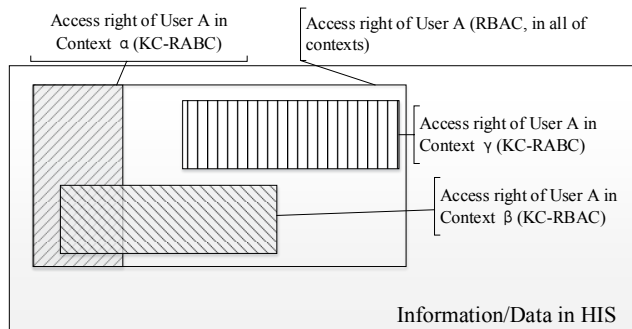 Access right of User A in
Context α (KC-RABC)
Access right of User A (RBAC, in all of
contexts)
Access right of User A in
Context γ (KC-RABC)
Access right of User A in
Context β (KC-RBAC)
Information/Data in HIS